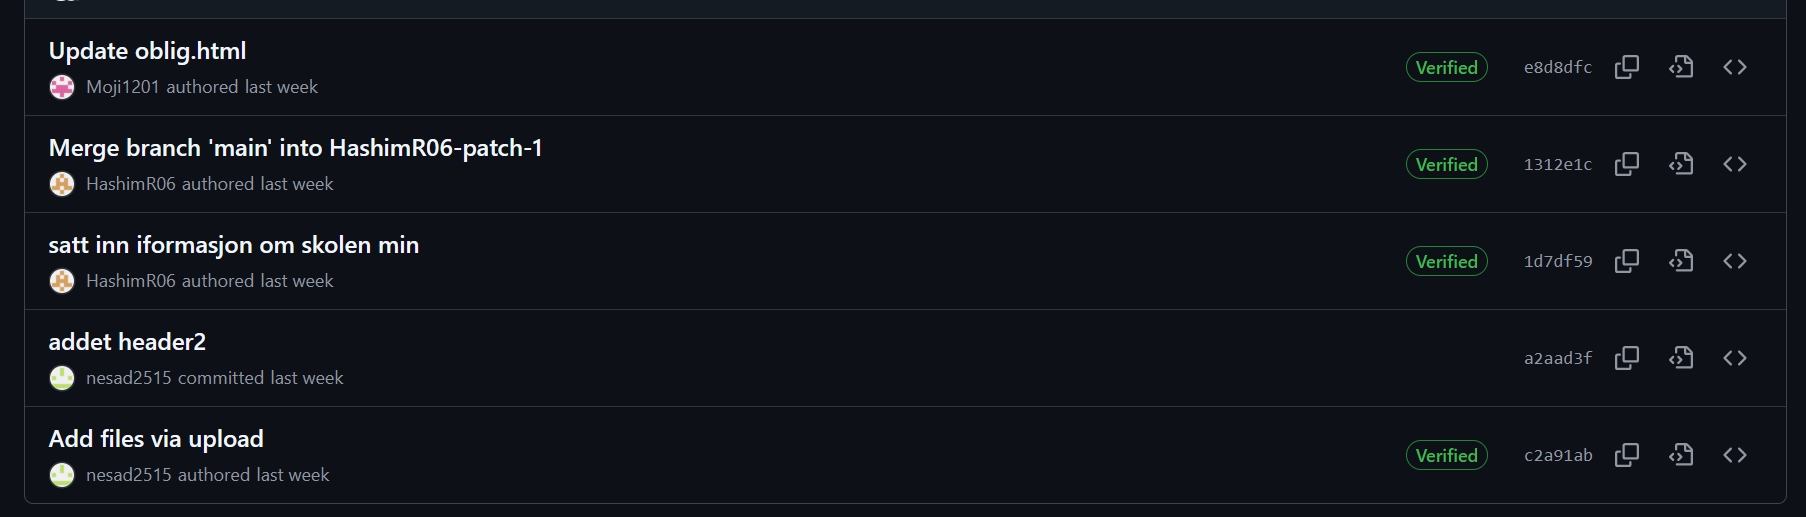 Update oblig.html
Moji1201 authored last week
Verified
e8d8dfc
Merge branch 'main' into HashimR06-patch-1
HashimR06 authored last week
Verified
1312e1c
satt inn iformasjon om skolen min
HashimR06 authored last week
Verified
1d7df59
addet header2
nesad2515 committed last week
a2aad3f
Add files via upload
nesad2515 authored last week
Verified
c2a91ab